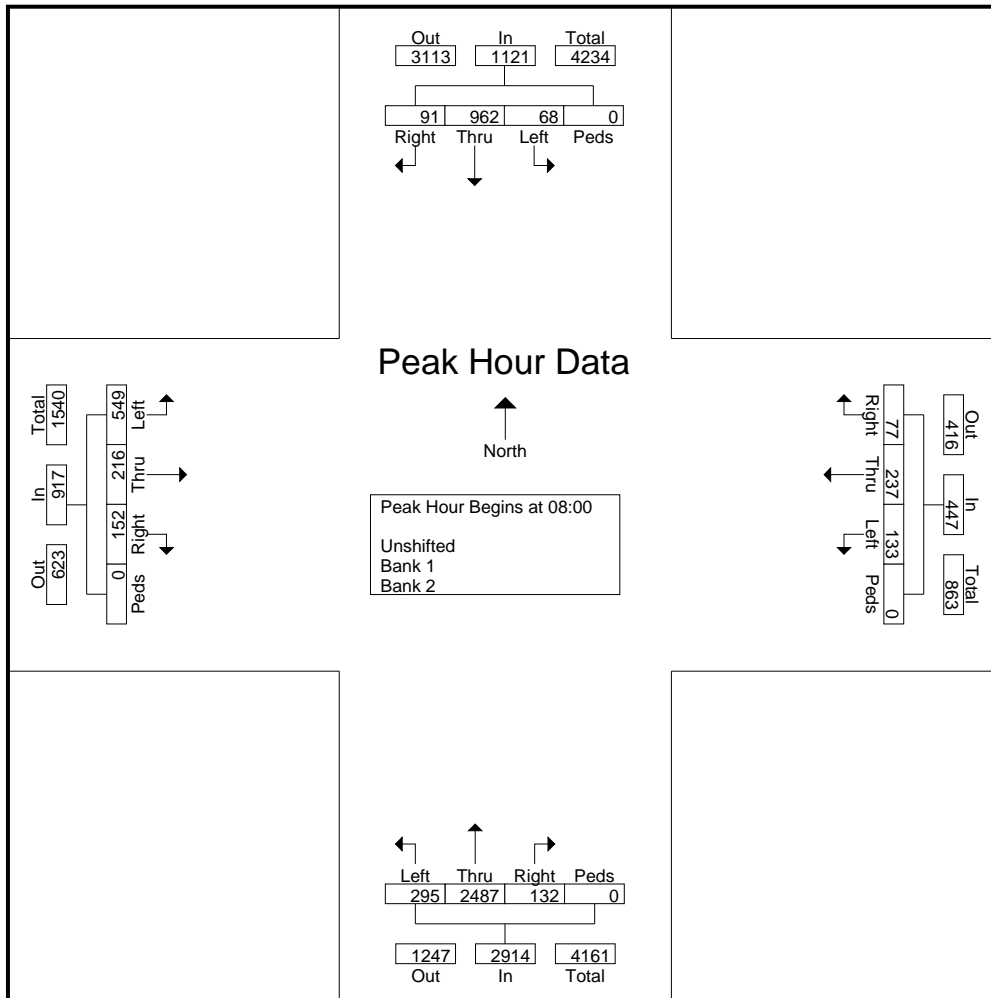 Out In Total
3113 1121 4234
91 962 68 0
Right Thru Left Peds
Peak Hour Data
North
Peak Hour Begins at 08:00
Unshifted
Bank 1
Bank 2
Total In Out
1540 917 623
549 216 152 0
Left Thru Right Peds
Out In Total
416 447 863
77 237 133 0
Right Thru Left Peds
Left Thru Right Peds
295 2487 132 0
1247 2914 4161
Out In Total